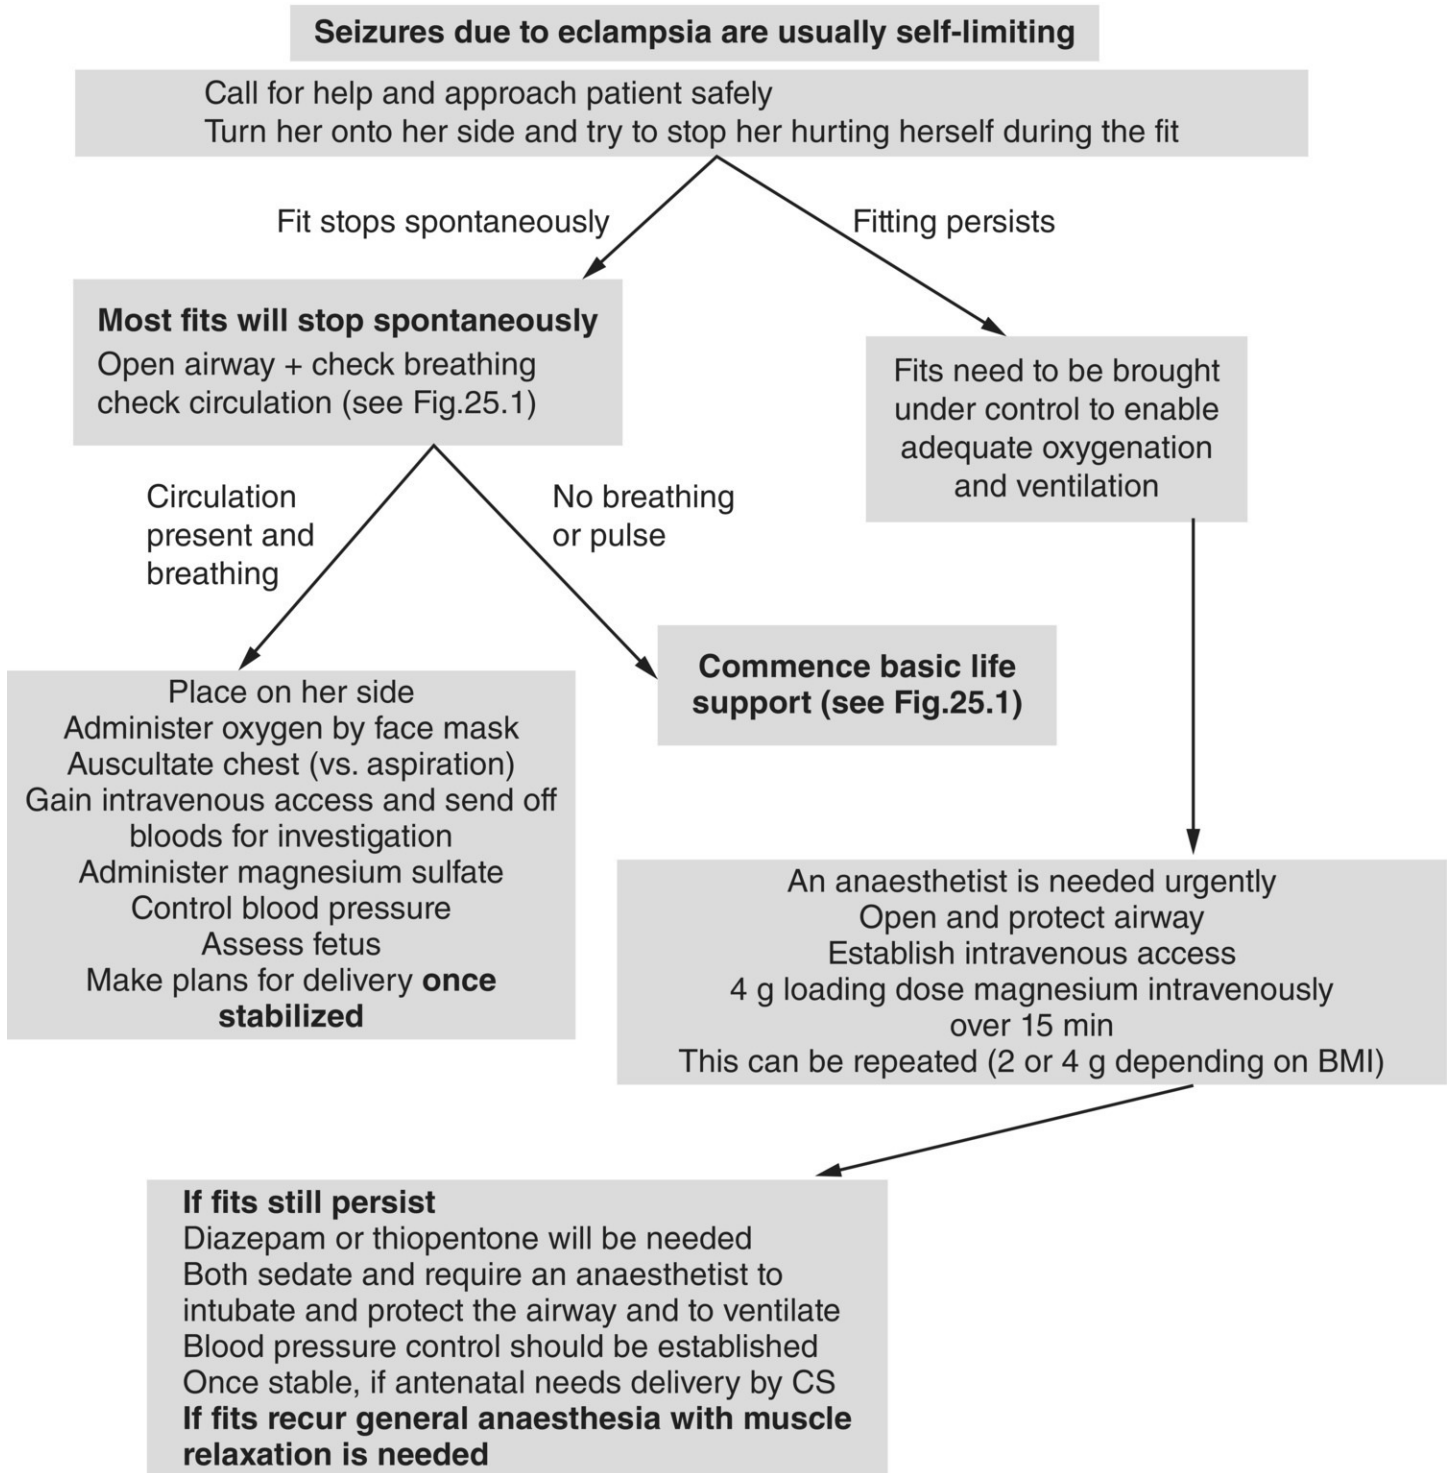 Seizures due to eclampsia are usually self-limiting
Call for help and approach patient safely
Turn her onto her side and try to stop her hurting herself during the fit
Fit stops spontaneously
Fitting persists
Most fits will stop spontaneously
Open airway + check breathing
check circulation (see Fig.25.1)
Fits need to be brought
under control to enable
adequate oxygenation
and ventilation
Circulation
present and
breathing
No breathing
or pulse
Commence basic life
support (see Fig.25.1)
Place on her side
Administer oxygen by face mask
Auscultate chest (vs. aspiration)
Gain intravenous access and send off
bloods for investigation
Administer magnesium sulfate
Control blood pressure
Assess fetus
Make plans for delivery once
stabilized
An anaesthetist is needed urgently
Open and protect airway
Establish intravenous access
4 g loading dose magnesium intravenously
over 15 min
This can be repeated (2 or 4 g depending on BMI)
If fits still persist
Diazepam or thiopentone will be needed
Both sedate and require an anaesthetist to
intubate and protect the airway and to ventilate
Blood pressure control should be established
Once stable, if antenatal needs delivery by CS
If fits recur general anaesthesia with muscle
relaxation is needed